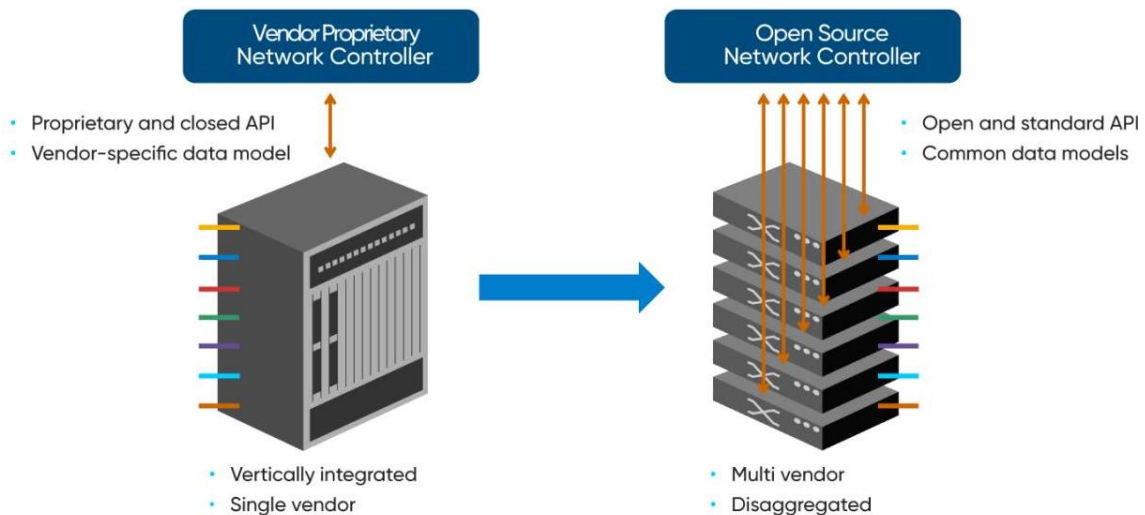 Vendor Proprietary
Network Controller
Open Source
Network Controller
• Proprietary and closed API
• Vendor-specific data model
• Open and standard API
• Common data models
• Vertically integrated
• Single vendor
• Multi vendor
• Disaggregated